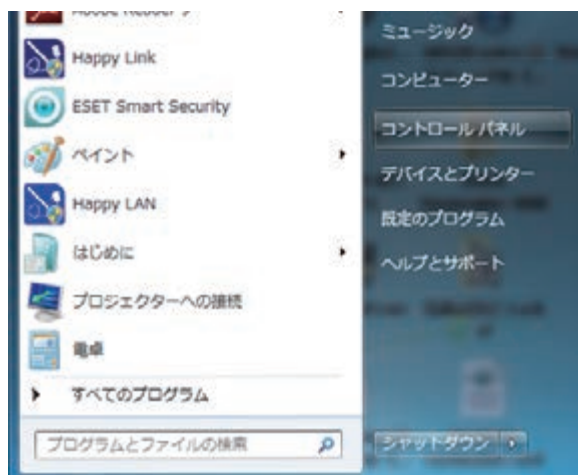 Adobe Reader 9
Happy Link
ESET Smart Security
ペイント
Happy LAN
はじめに
プロジェクターへの接続
電卓
すべてのプログラム
プログラムとファイルの検索
ミュージック
コンピューター
コントロール パネル
デバイスとプリンター
既定のプログラム
ヘルプとサポート
シャットダウン